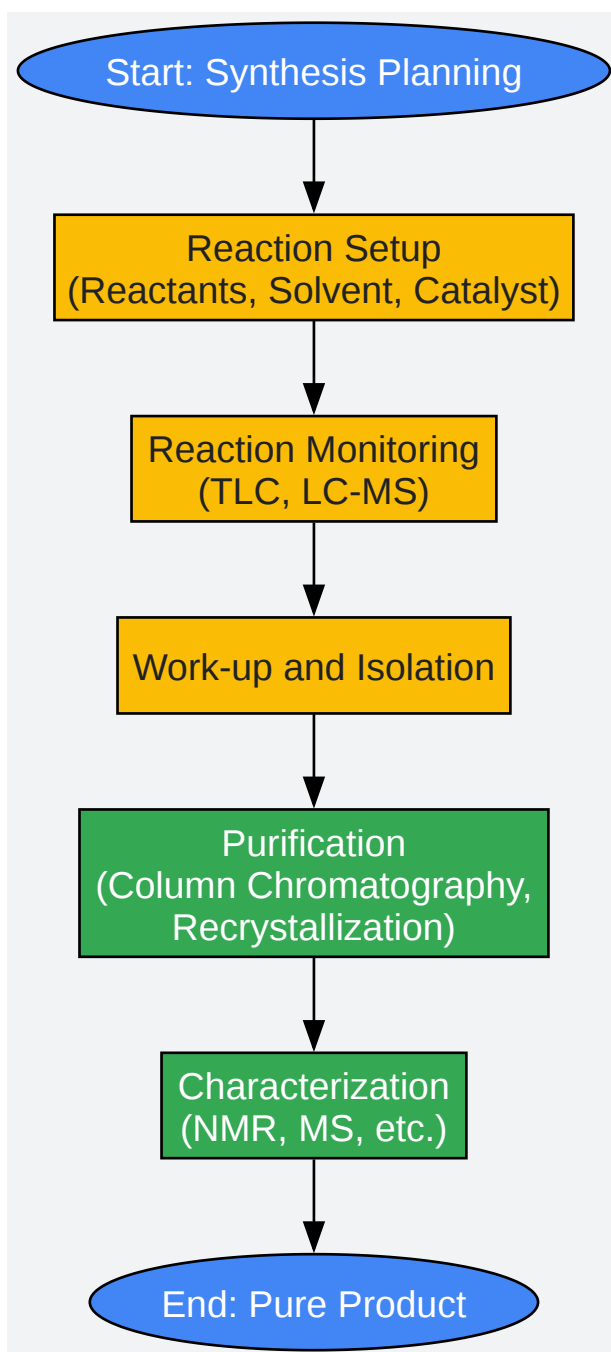 Start: Synthesis Planning
Reaction Setup
(Reactants, Solvent, Catalyst)
Reaction Monitoring
(TLC, LC-MS)
Work-up and Isolation
Purification
(Column Chromatography,
Recrystallization)
Characterization
(NMR, MS, etc.)
End: Pure Product